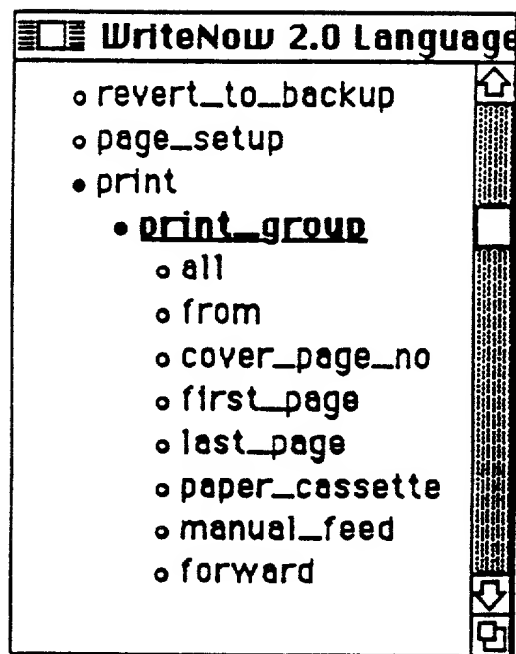 WriteNow 2.0 Language
revert_to_backup
page_setup
print
print_group
all
from
cover_page_no
first_page
last_page
paper_cassette
manual_feed
forward